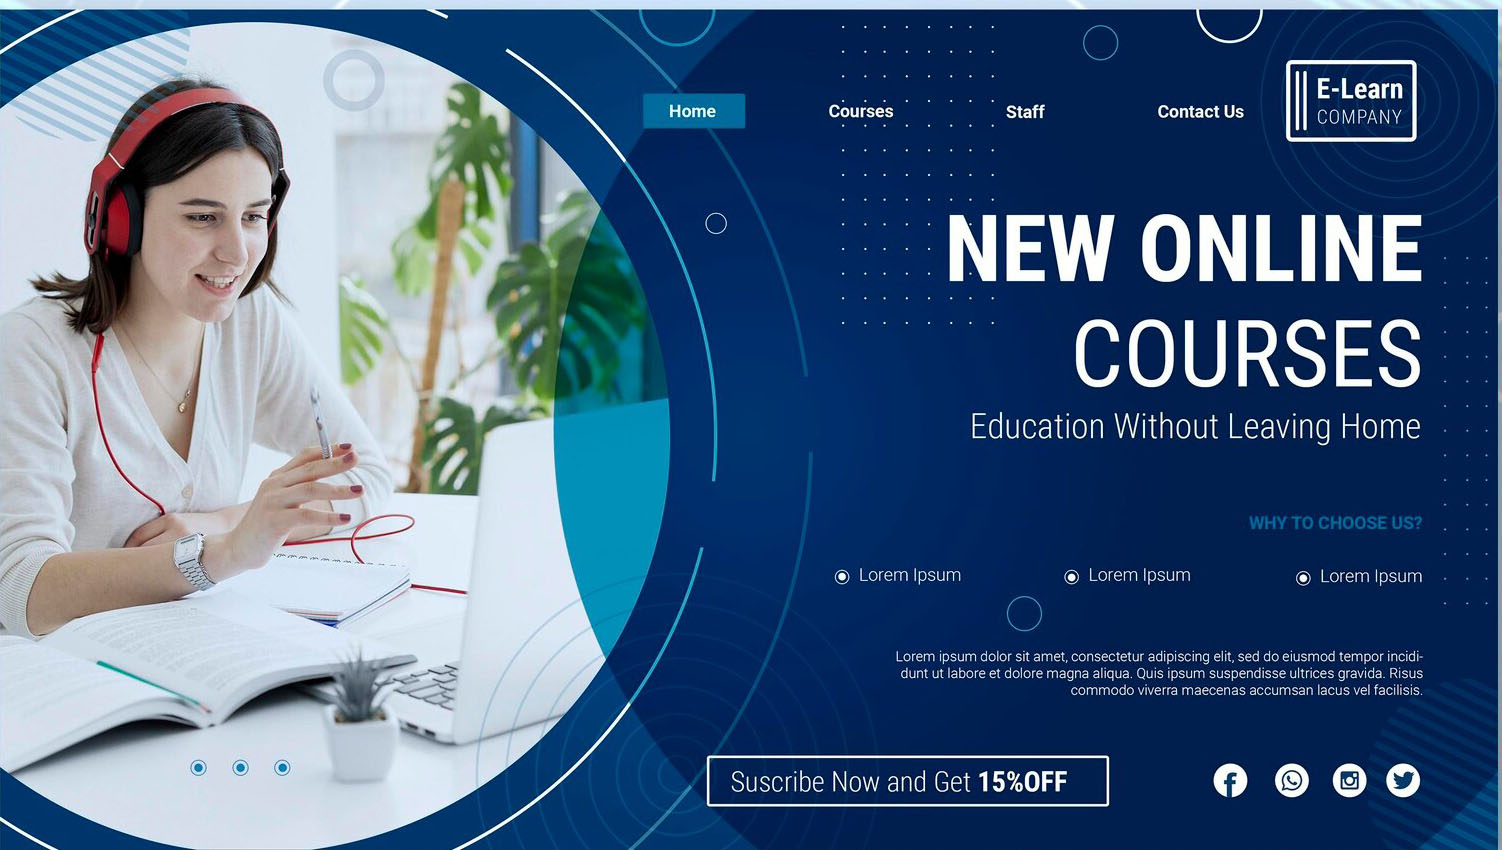 Home
Courses
Staff
Contact Us
E-Learn
COMPANY
NEW ONLINE
COURSES
Education Without Leaving Home
WHY TO CHOOSE US?
Lorem Ipsum
Lorem Ipsum
Lorem Ipsum
Lorem ipsum dolor sit amet, consectetur adipiscing elit, sed do eiusmod tempor incidi-
dunt ut labore et dolore magna aliqua. Quis ipsum suspendisse ultrices gravida. Risus
commodo viverra maecenas accumsan lacus vel facilisis.
Suscribe Now and Get 15%OFF